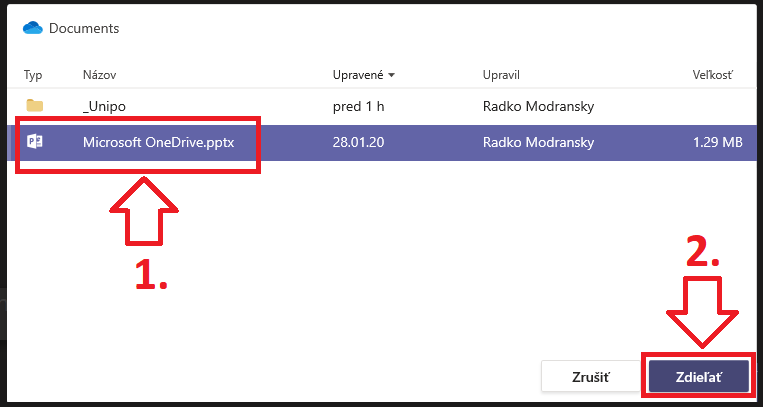 Documents
Typ Názov Upravené Upravil Veľkosť
_Unipo pred 1 h Radko Modransky
Microsoft OneDrive.pptx 28.01.20 Radko Modransky 1.29 MB
1.
2.
Zrušiť Zdieľať